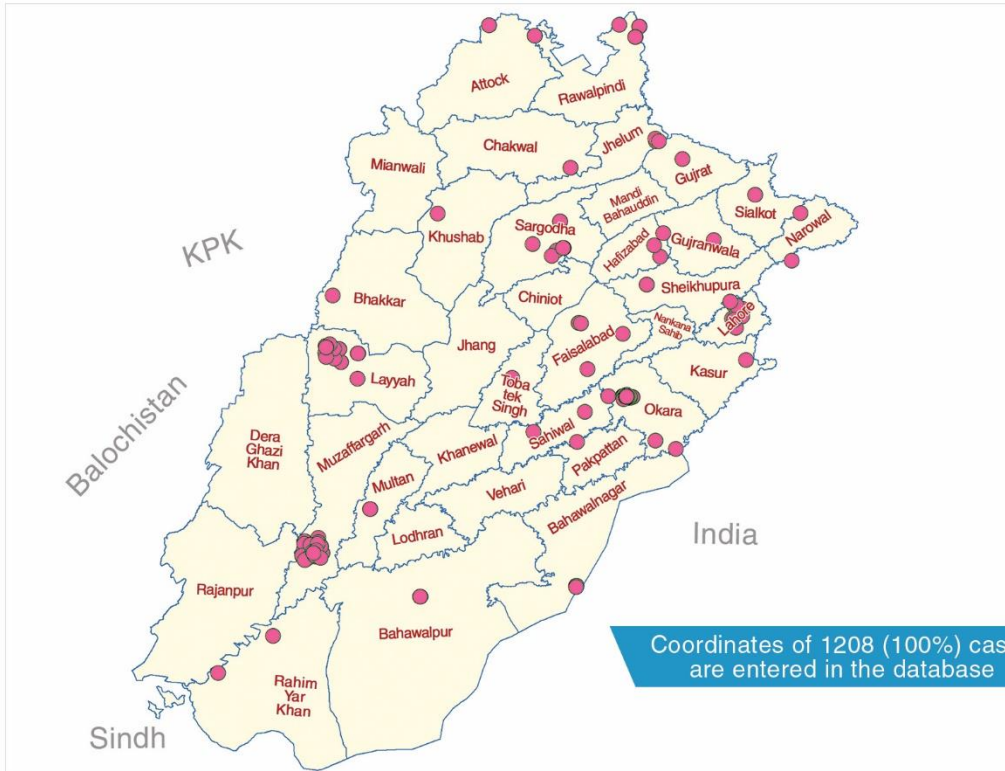 Attock
Rawalpindi
Chakwal
Jhelum
Mianwali
Gujrat
Mandi
Bahauddin
Sialkot
Narowal
KPK
Khushab
Sargodha
Hafizabad
Gujranwala
Sheikhupura
Bhakkar
Chiniot
Lahore
Nankana
Sahib
Faisalabad
Jhang
Layyah
Kasur
Toba
tek
Singh
Okara
Balochistan
Dera
Ghazi
Khan
Muzaffargarh
Khanewal
Sahiwal
Pakpattan
Multan
Vehari
Bahawalnagar
Lodhran
India
Rajanpur
Bahawalpur
Coordinates of 1208 (100%) cas
are entered in the database
Rahim
Yar
Khan
Sindh